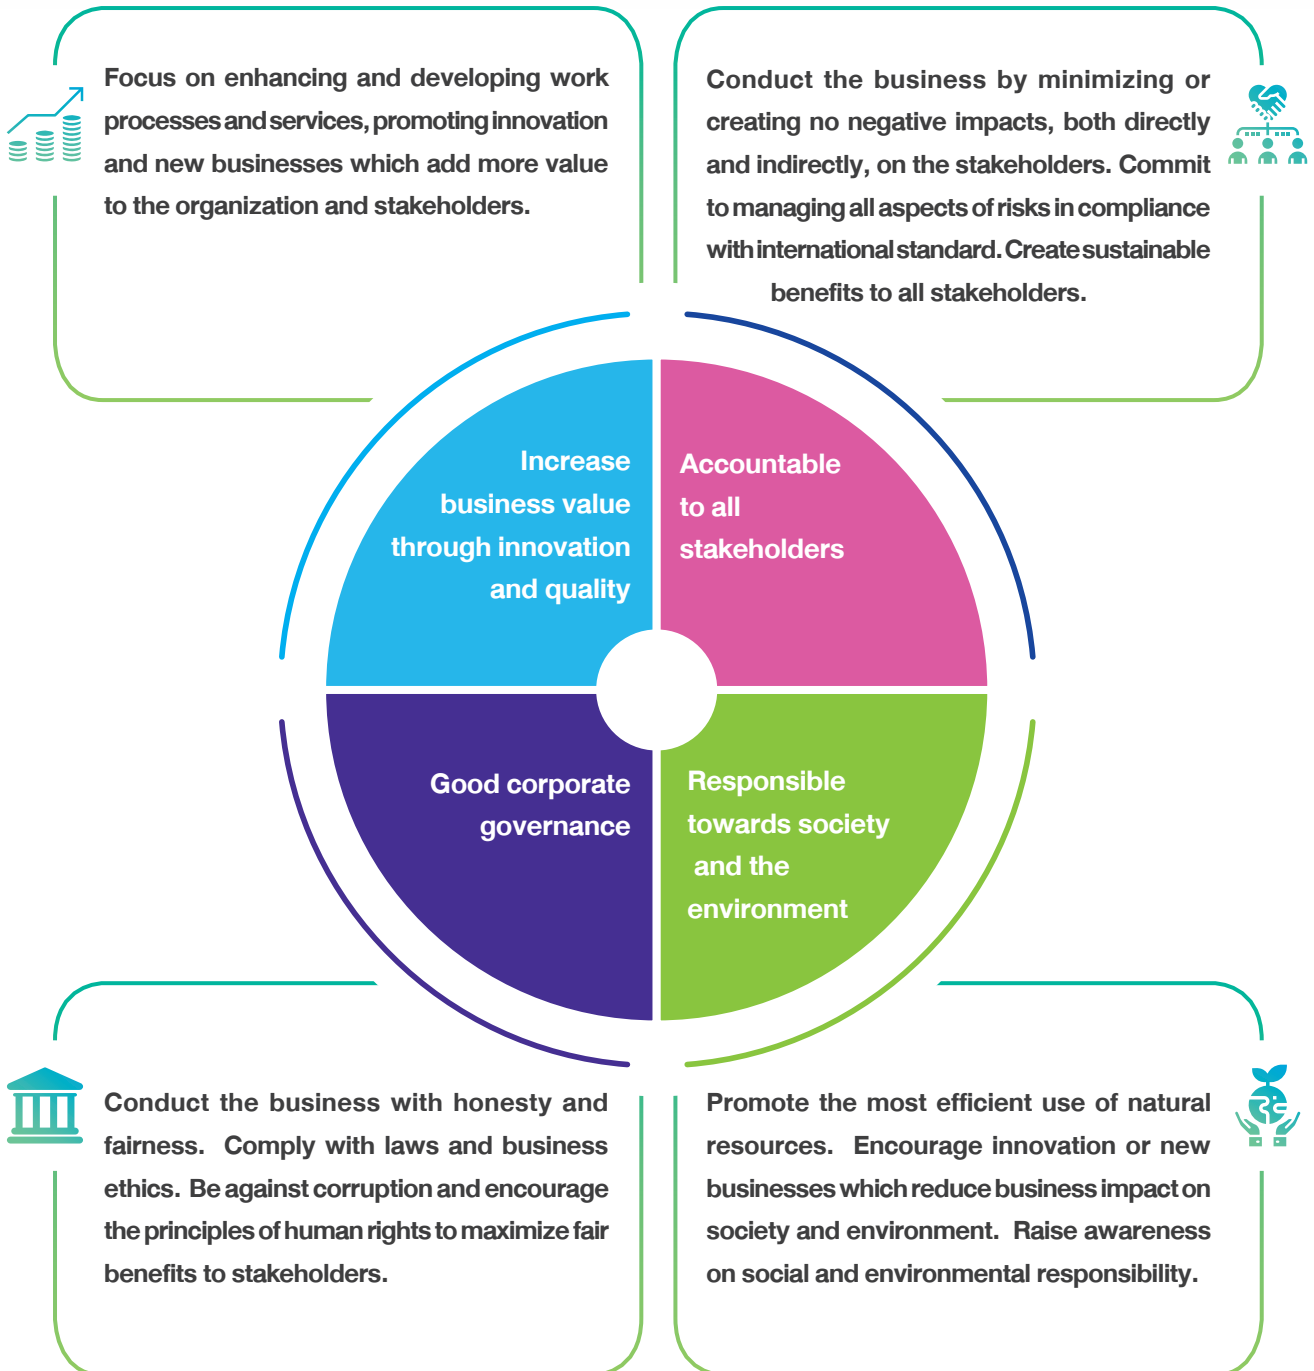 Focus on enhancing and developing work
processes and services, promoting innovation
and new businesses which add more value
to the organization and stakeholders.
Conduct the business by minimizing or
creating no negative impacts, both directly
and indirectly, on the stakeholders. Commit
to managing all aspects of risks in compliance
with international standard. Create sustainable
benefits to all stakeholders.
Increase
business value
through innovation
and quality
Accountable
to all
stakeholders
Good corporate
governance
Responsible
towards society
and the
environment
Conduct the business with honesty and
fairness. Comply with laws and business
ethics. Be against corruption and encourage
the principles of human rights to maximize fair
benefits to stakeholders.
Promote the most efficient use of natural
resources. Encourage innovation or new
businesses which reduce business impact on
society and environment. Raise awareness
on social and environmental responsibility.